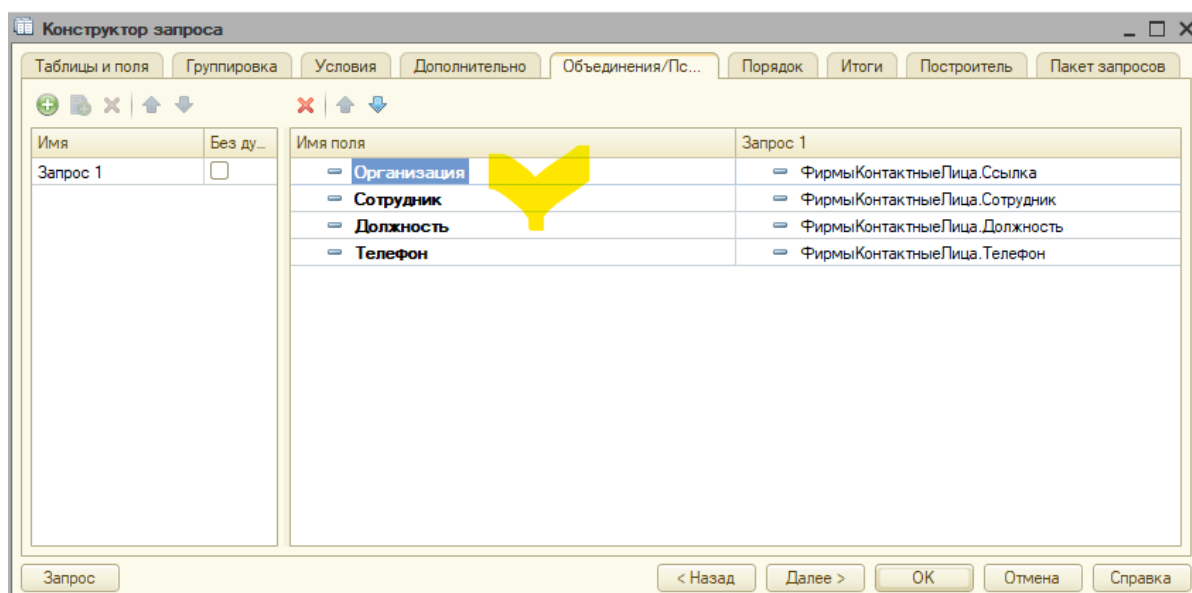 Конструктор запроса
Таблицы и поля Группировка Условия Дополнительно Объединения/Пс... Порядок Итоги Построитель Пакет запросов
Имя Без ду... Имя поля Запрос 1
Запрос 1 Организация ФирмыКонтактныеЛица.Ссылка
Сотрудник ФирмыКонтактныеЛица.Сотрудник
Должность ФирмыКонтактныеЛица.Должность
Телефон ФирмыКонтактныеЛица.Телефон
Запрос < Назад Далее > OK Отмена Справка